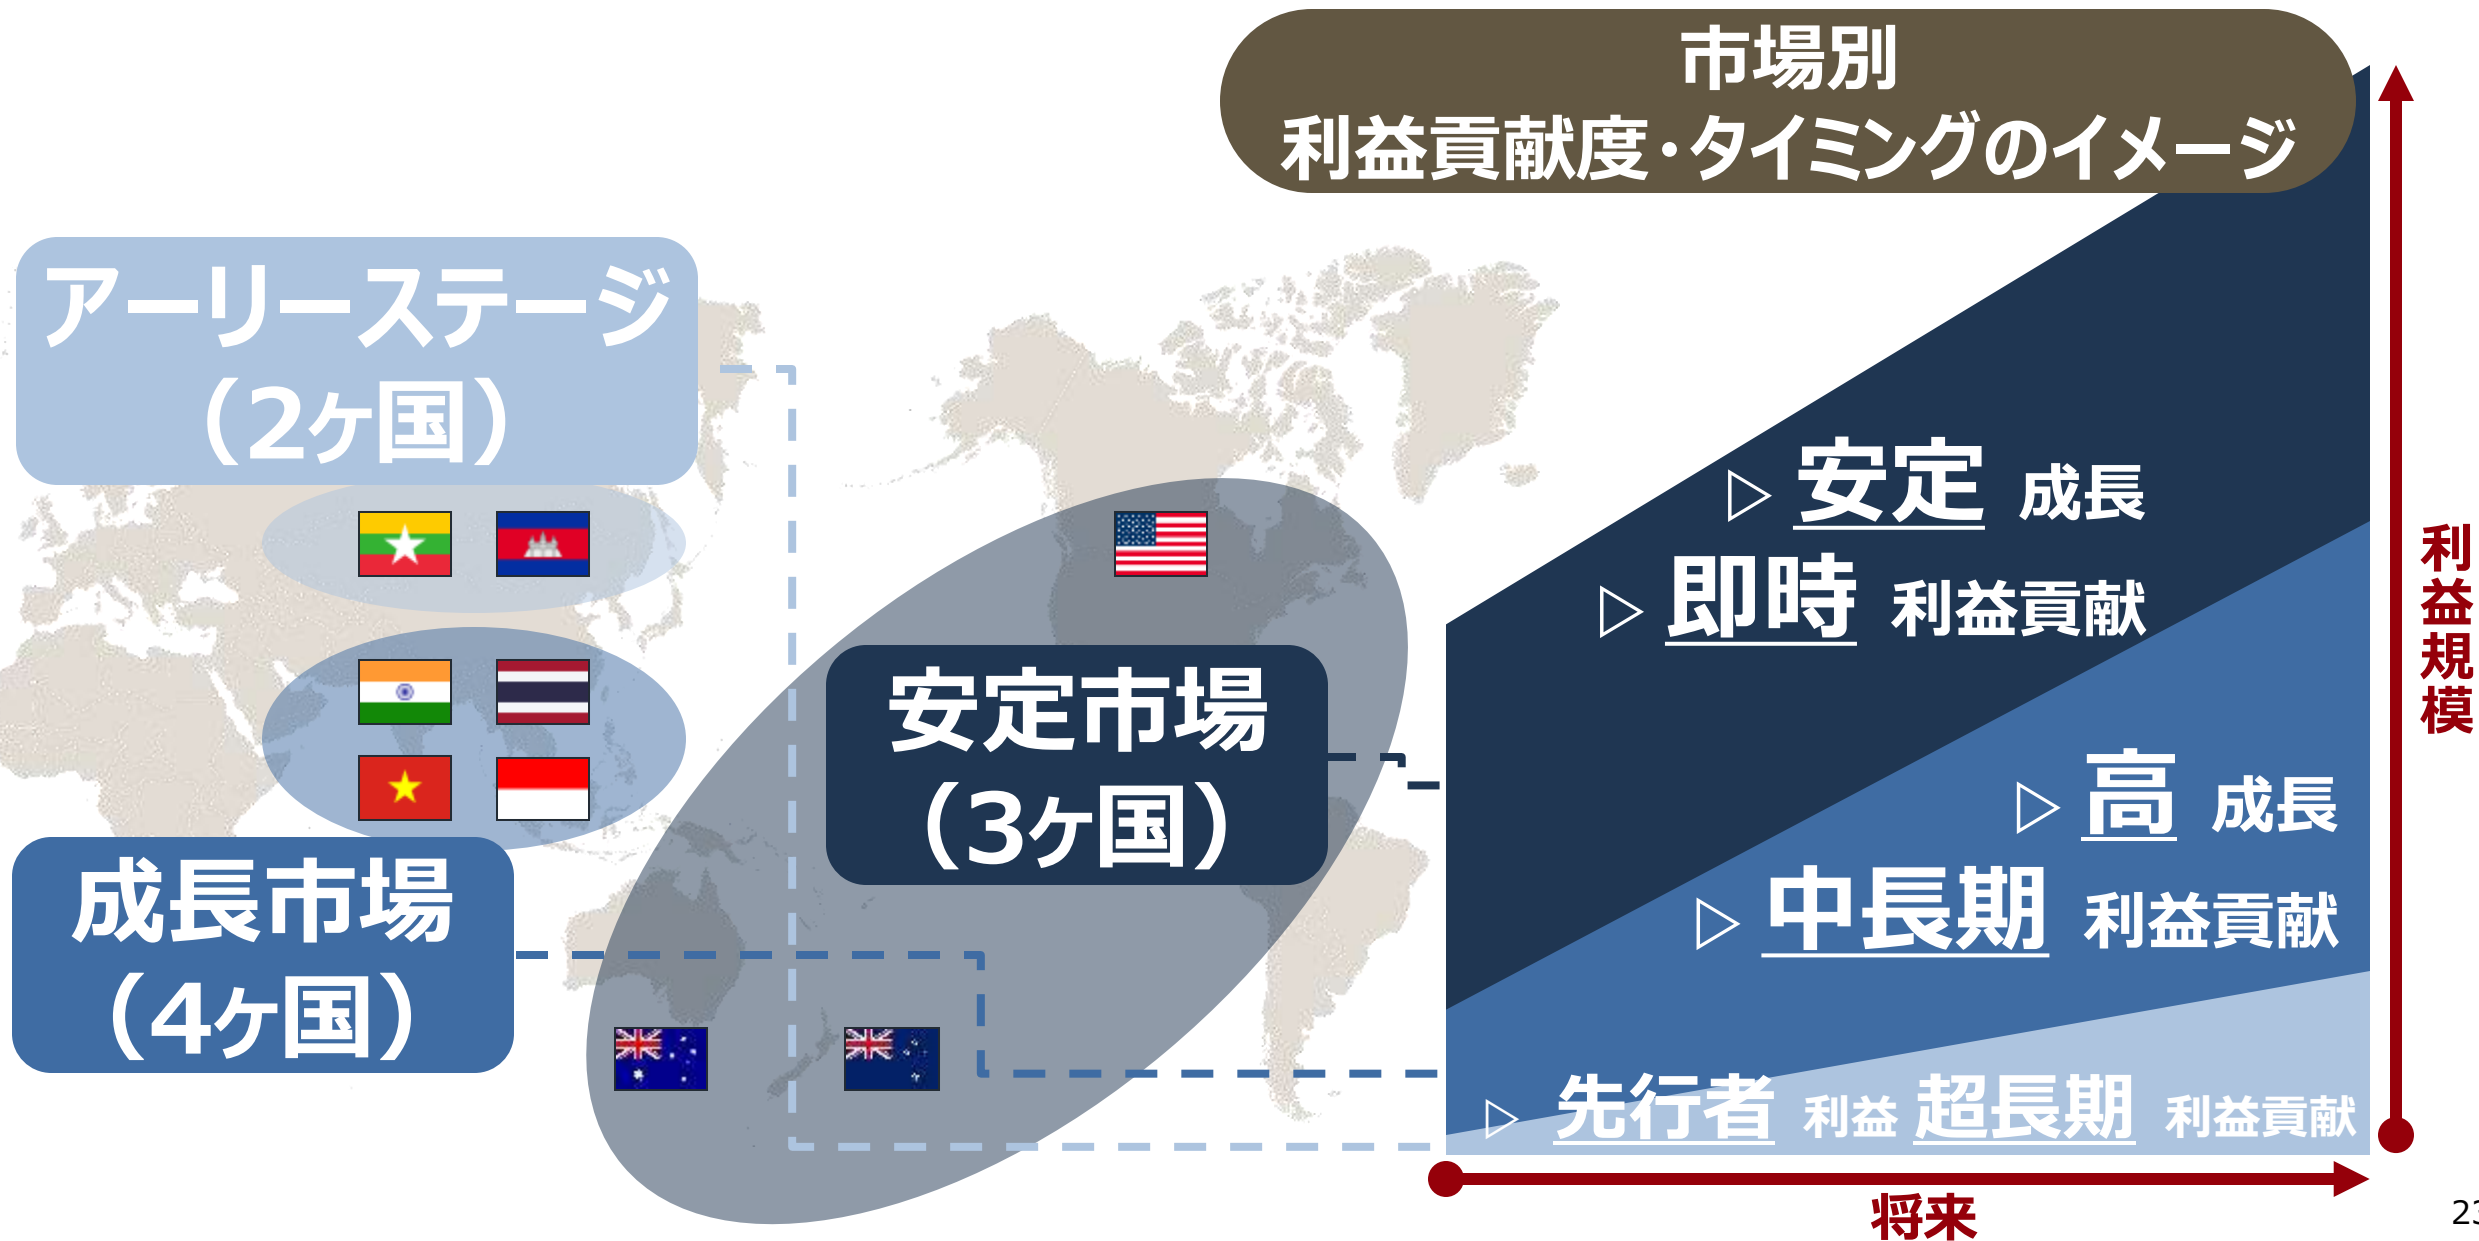 市場別
利益貢献度・タイミングのイメージ
アーリーステージ
（2ヶ国）
安定市場
（3ヶ国）
成長市場
（4ヶ国）
▷ 安定 成長
▷ 即時 利益貢献
▷ 高 成長
▷ 中長期 利益貢献
▷ 先行者 利益 超長期 利益貢献
利益規模
将来
23